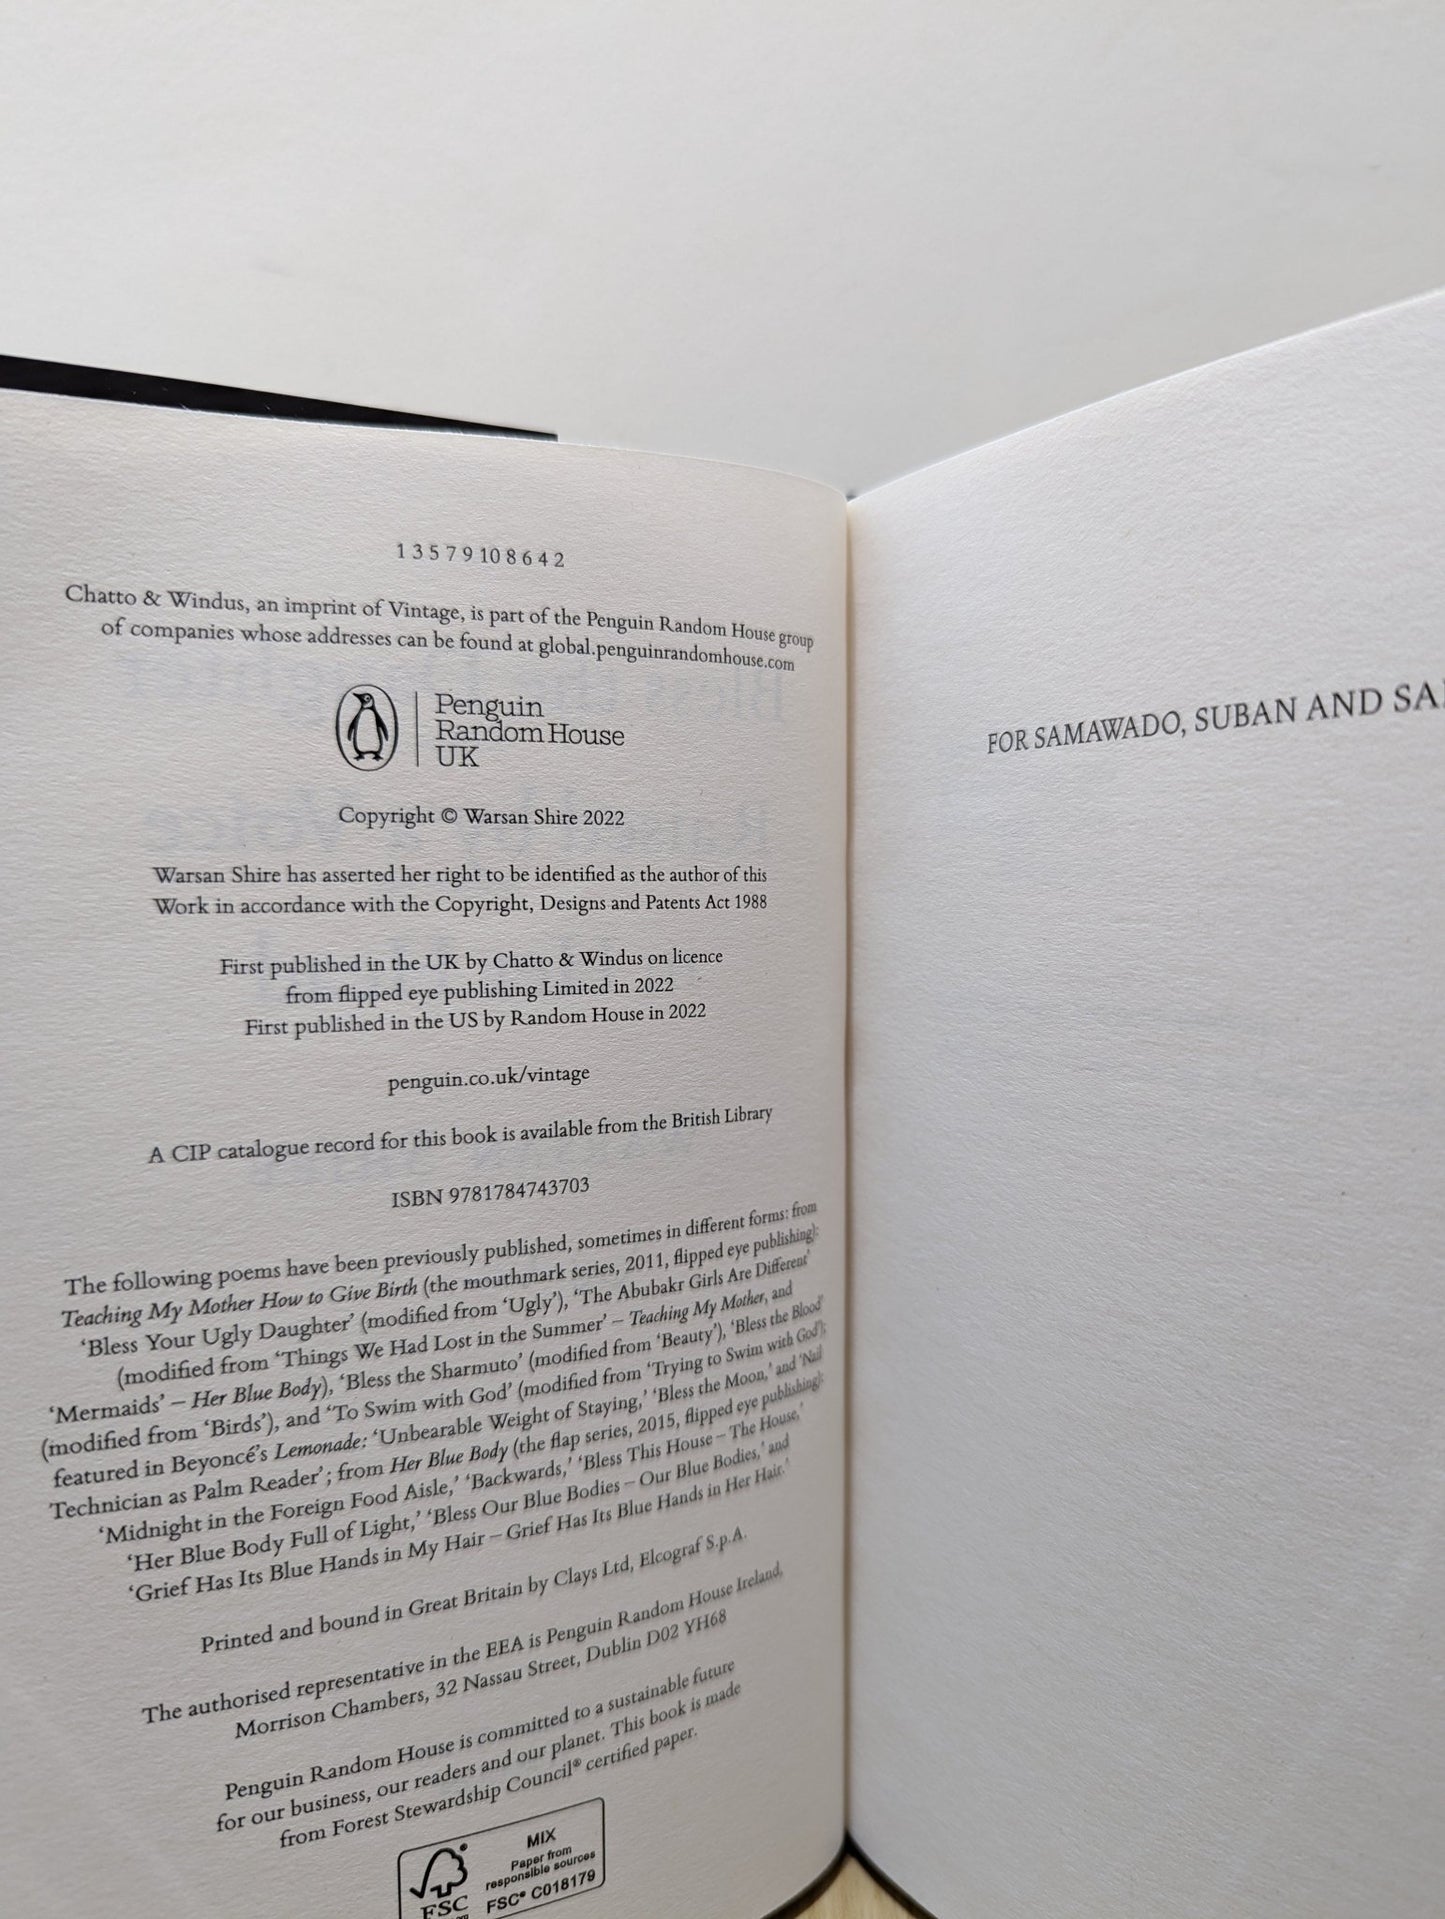 1 3 5 7 9 10 8 6 4 2
Chatto & Windus, an imprint of Vintage, is part of the Penguin Random House group
of companies whose addresses can be found at global.penguinrandomhouse.com
Penguin
Random House
UK
Copyright © Warsan Shire 2022
Warsan Shire has asserted her right to be identified as the author of this
Work in accordance with the Copyright, Designs and Patents Act 1988
First published in the UK by Chatto & Windus on licence
from flipped eye publishing Limited in 2022
First published in the US by Random House in 2022
penguin.co.uk/vintage
A CIP catalogue record for this book is available from the British Library
ISBN 9781784743703
The following poems have been previously published, sometimes in different forms: from
Teaching My Mother How to Give Birth (the mouthmark series, 2011, flipped eye publishing):
‘Bless Your Ugly Daughter’ (modified from ‘Ugly’), ‘The Abubakr Girls Are Different’
(modified from ‘Things We Had Lost in the Summer’ – Teaching My Mother, and
‘Mermaids’ – Her Blue Body), ‘Bless the Sharmuto’ (modified from ‘Beauty’), ‘Bless the Blood’
(modified from ‘Birds’), and ‘To Swim with God’ (modified from ‘Trying to Swim with God’);
featured in Beyoncé’s Lemonade: ‘Unbearable Weight of Staying,’ ‘Bless the Moon,’ and ‘Nail
Technician as Palm Reader’; from Her Blue Body (the flap series, 2015, flipped eye publishing):
‘Midnight in the Foreign Food Aisle,’ ‘Backwards,’ ‘Bless This House – The House,’
‘Her Blue Body Full of Light,’ ‘Bless Our Blue Bodies – Our Blue Bodies,’ and
‘Grief Has Its Blue Hands in My Hair – Grief Has Its Blue Hands in Her Hair.’
Printed and bound in Great Britain by Clays Ltd, Elcograf S.p.A.
The authorised representative in the EEA is Penguin Random House Ireland,
Morrison Chambers, 32 Nassau Street, Dublin D02 YH68
Penguin Random House is committed to a sustainable future
for our business, our readers and our planet. This book is made
from Forest Stewardship Council® certified paper.
FSC
MIX
Paper from
responsible sources
FSC® C018179
FOR SAMAWADO, SUBAN AND